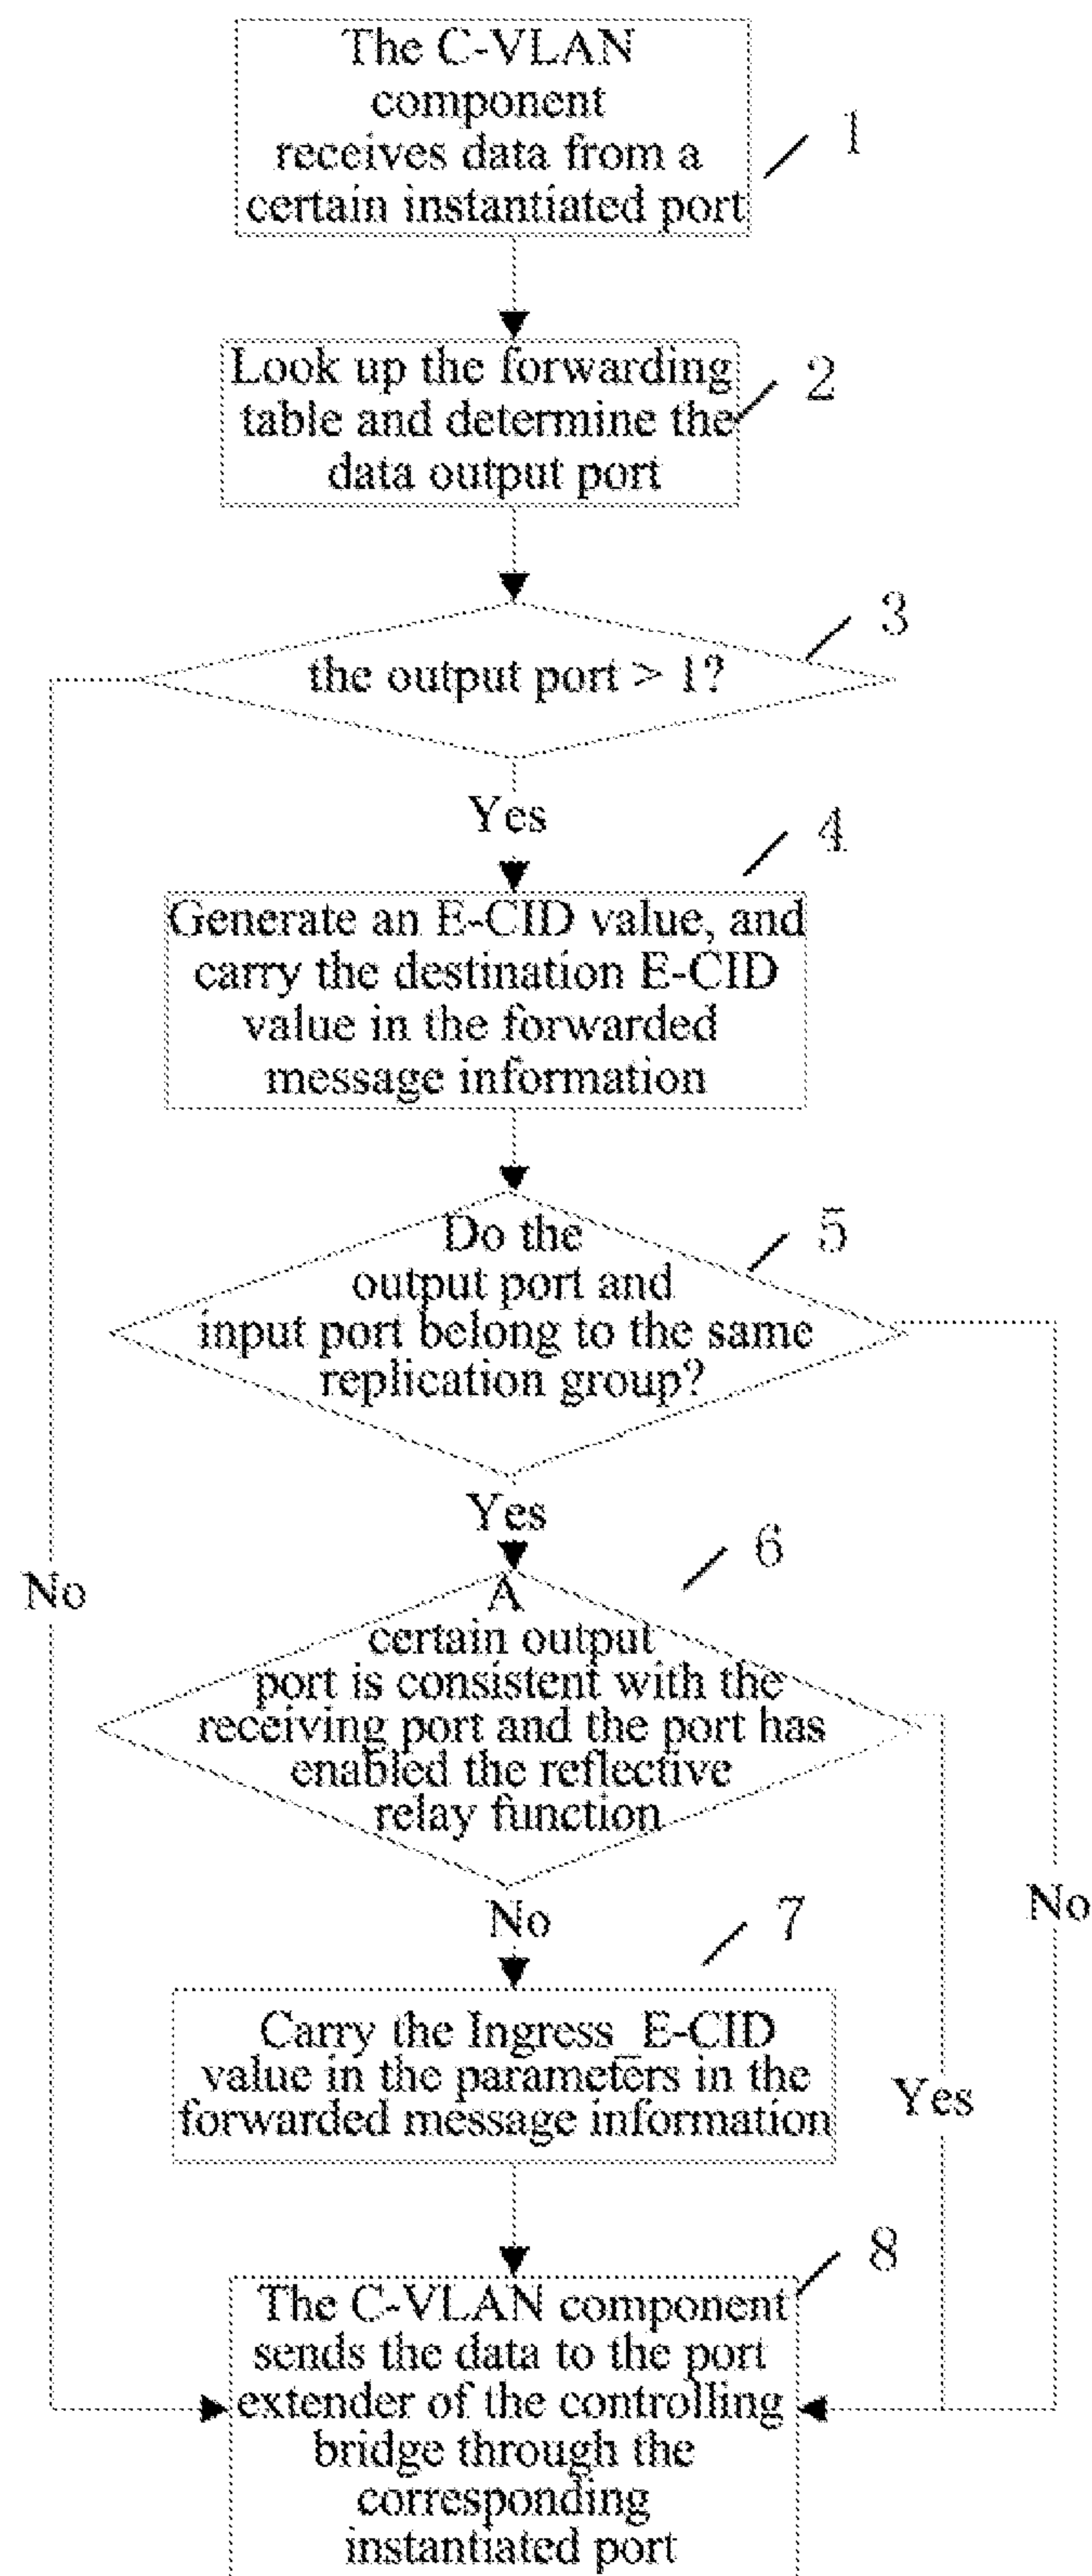 The C-VLAN
component
receives data from a
certain instantiated port
1
Look up the forwarding
table and determine the
data output port
2
the output port > 1?
3
Yes
4
Generate an E-CID value, and
carry the destination E-CID
value in the forwarded
message information
Do the
output port and
input port belong to the same
replication group?
5
Yes
6
A
certain output
port is consistent with the
receiving port and the port has
enabled the reflective
relay function
No
No
No
7
Carry the Ingress_E-CID
value in the parameters in the
forwarded message information
Yes
8
The C-VLAN component
sends the data to the port
extender of the controlling
bridge through the
corresponding
instantiated port